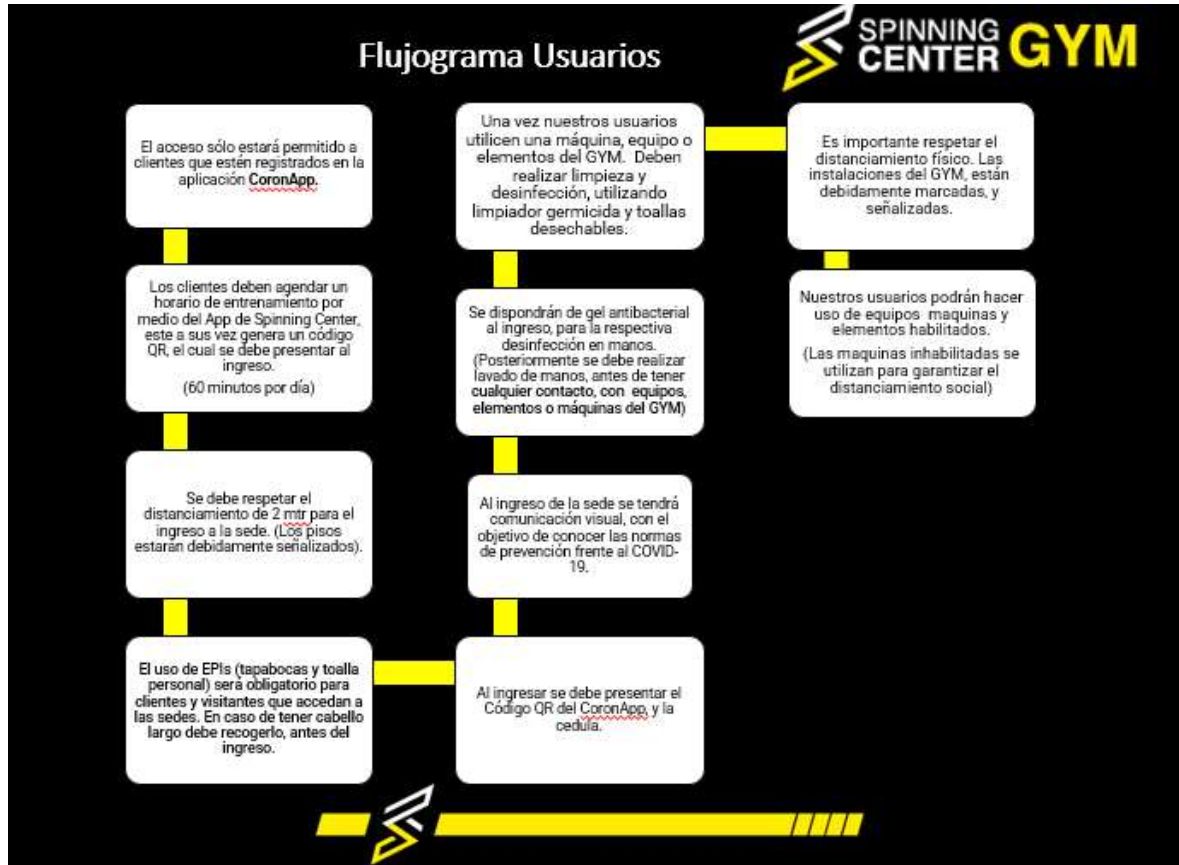 Flujograma Usuarios
SPINNING
CENTER GYM
El acceso sólo estará permitido a
clientes que estén registrados en la
aplicación CoronApp.
Los clientes deben agendar un
horario de entrenamiento por
medio del App de Spinning Center,
este a sus vez genera un código
QR, el cual se debe presentar al
ingreso.
(60 minutos por día)
Se debe respetar el
distanciamiento de 2 mtr para el
ingreso a la sede. (Los pisos
estarán debidamente señalizados).
El uso de EPIs (tapabocas y toalla
personal) será obligatorio para
clientes y visitantes que accedan a
las sedes. En caso de tener cabello
largo debe recogerlo, antes del
ingreso.
Al ingresar se debe presentar el
Código QR del CoronApp, y la
cedula.
Al ingreso de la sede se tendrá
comunicación visual, con el
objetivo de conocer las normas
de prevención frente al COVID-
19.
Se dispondrán de gel antibacterial
al ingreso, para la respectiva
desinfección en manos.
(Posteriormente se debe realizar
lavado de manos, antes de tener
cualquier contacto, con equipos,
elementos o máquinas del GYM)
Una vez nuestros usuarios
utilicen una máquina, equipo o
elementos del GYM. Deben
realizar limpieza y
desinfección, utilizando
limpiador germicida y toallas
desechables.
Es importante respetar el
distanciamiento físico. Las
instalaciones del GYM, están
debidamente marcadas, y
señalizadas.
Nuestros usuarios podrán hacer
uso de equipos maquinas y
elementos habilitados.
(Las maquinas inhabilitadas se
utilizan para garantizar el
distanciamiento social)